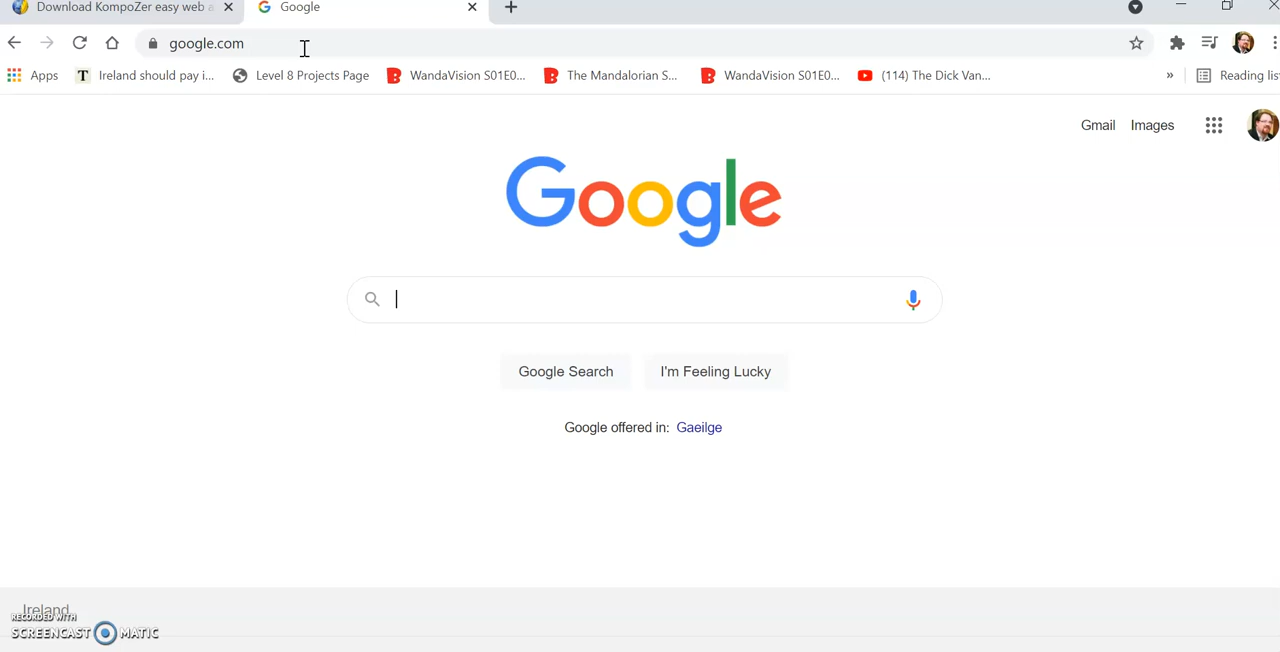 Download KompoZer easy web a
Google
google.com
Apps
Ireland should pay i...
Level 8 Projects Page
WandaVision S01E0...
The Mandalorian S...
WandaVision S01E0...
(114) The Dick Van...
»
Reading list
Gmail
Images
Google
Google Search
I'm Feeling Lucky
Google offered in: Gaeilge
Ireland
RECORDED WITH
SCREENCAST MATIC